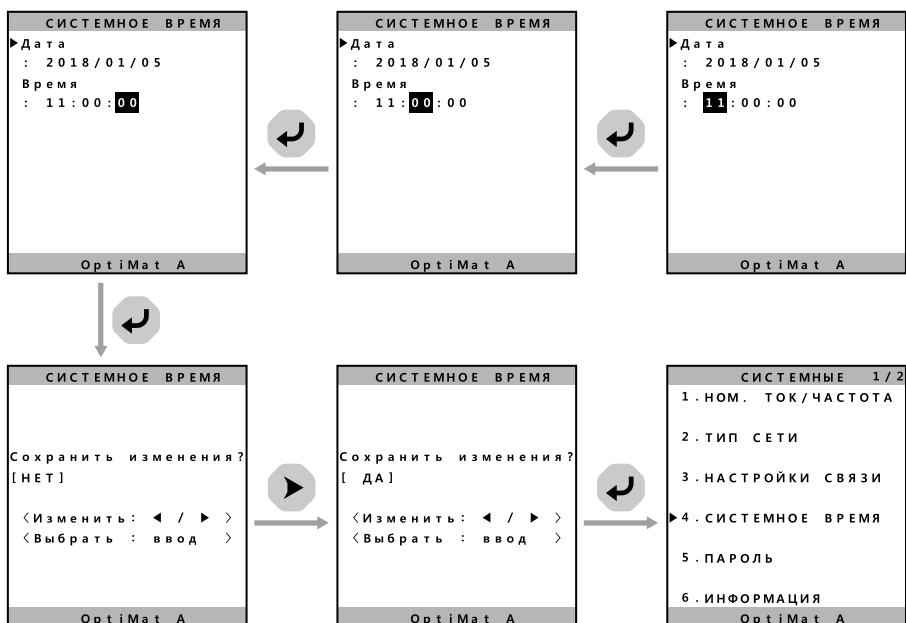 СИСТЕМНОЕ ВРЕМЯ
▶Дата
: 2018/01/05
Время
: 11:00:00
OptiMat A
СИСТЕМНОЕ ВРЕМЯ
▶Дата
: 2018/01/05
Время
: 11:00:00
OptiMat A
СИСТЕМНОЕ ВРЕМЯ
▶Дата
: 2018/01/05
Время
: 11:00:00
OptiMat A
СИСТЕМНОЕ ВРЕМЯ
Сохранить изменения?
[НЕТ]
〈Изменить: ◀ / ▶ 〉
〈Выбрать : ввод 〉
OptiMat A
СИСТЕМНОЕ ВРЕМЯ
Сохранить изменения?
[ ДА]
〈Изменить: ◀ / ▶ 〉
〈Выбрать : ввод 〉
OptiMat A
СИСТЕМНЫЕ 1/2
1.НОМ. ТОК/ЧАСТОТА
2.ТИП СЕТИ
3.НАСТРОЙКИ СВЯЗИ
▶4.СИСТЕМНОЕ ВРЕМЯ
5.ПАРОЛЬ
6.ИНФОРМАЦИЯ
OptiMat A